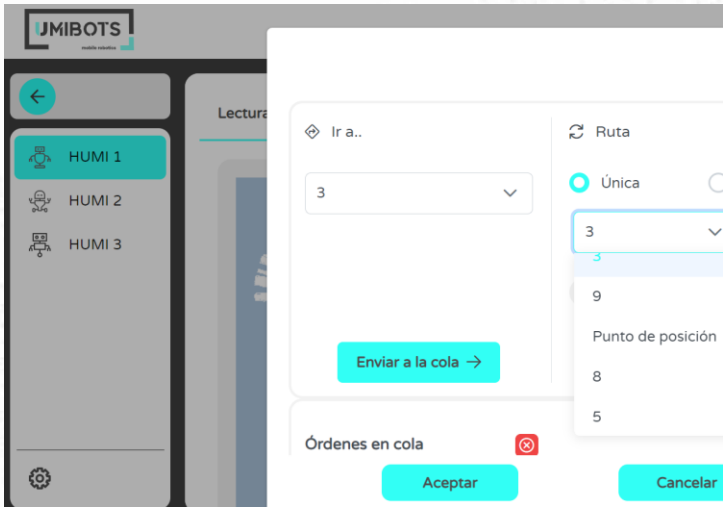 UMIBOTS
mobile robotics
HUMI 1
HUMI 2
HUMI 3
Lectura
Ir a..
3
Enviar a la cola
Ruta
Única
3
3
9
Punto de posición
8
5
Órdenes en cola
Aceptar
Cancelar